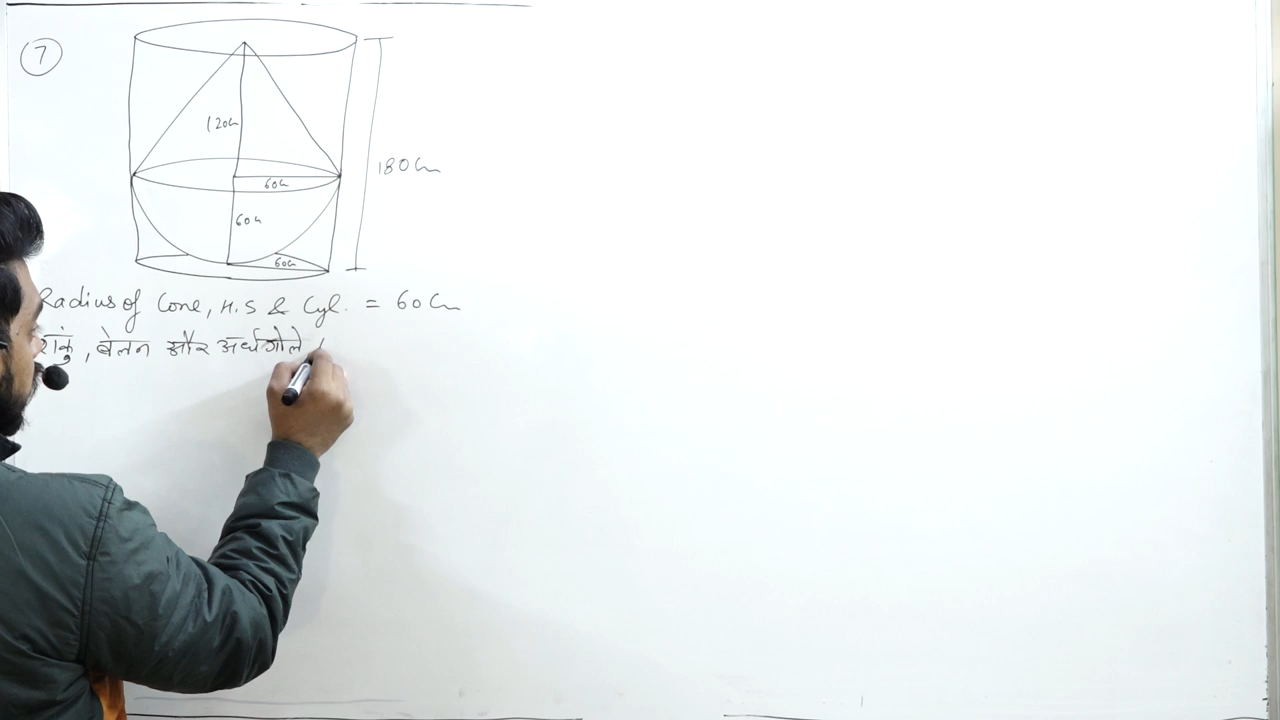 7
120cm
180cm
60cm
60cm
60cm
Radius of Cone, H.S & Cyl. = 60 Cm
शंकु, बेलन और अर्धगोले